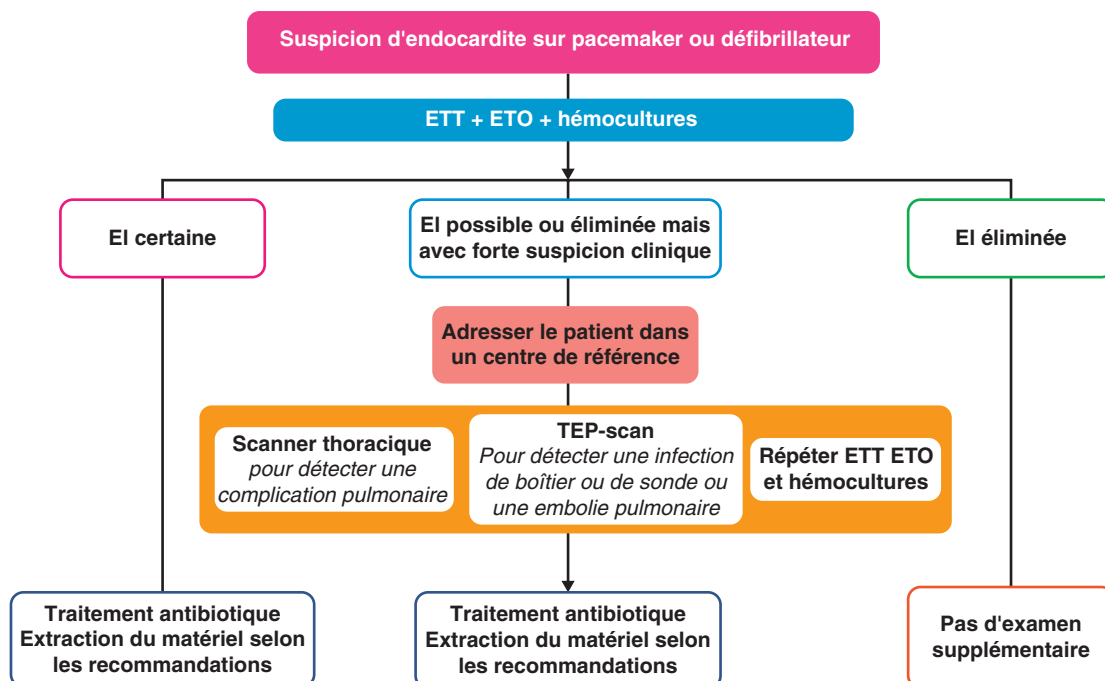 Suspicion d'endocardite sur pacemaker ou défibrillateur
ETT + ETO + hémocultures
EI certaine
EI possible ou éliminée mais
avec forte suspicion clinique
EI éliminée
Adresser le patient dans
un centre de référence
Scanner thoracique
pour détecter une
complication pulmonaire
TEP-scan
Pour détecter une infection
de boîtier ou de sonde ou
une embolie pulmonaire
Répéter ETT ETO
et hémocultures
Traitement antibiotique
Extraction du matériel selon
les recommandations
Traitement antibiotique
Extraction du matériel selon
les recommandations
Pas d'examen
supplémentaire